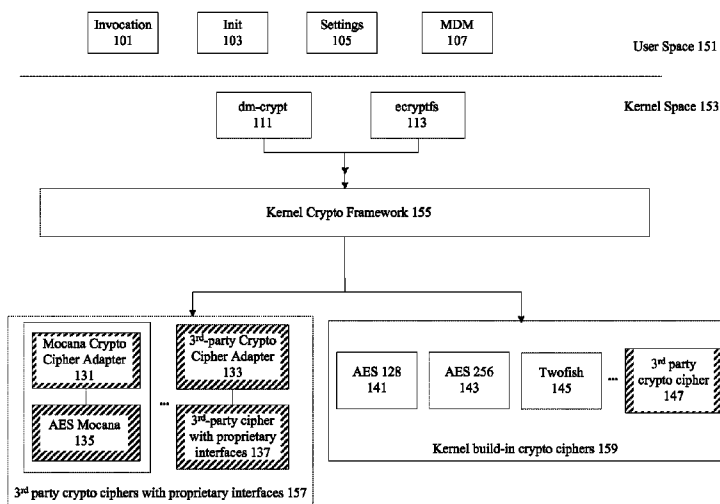 Invocation
101
Init
103
Settings
105
MDM
107
User Space 151
Kernel Space 153
dm-crypt
111
ecryptfs
113
Kernel Crypto Framework 155
Mocana Crypto
Cipher Adapter
131
AES Mocana
135
...
3rd-party Crypto
Cipher Adapter
133
3rd-party cipher
with proprietary
interfaces 137
3rd party crypto ciphers with proprietary interfaces 157
AES 128
141
AES 256
143
Twofish
145
...
3rd party
crypto cipher
147
Kernel build-in crypto ciphers 159